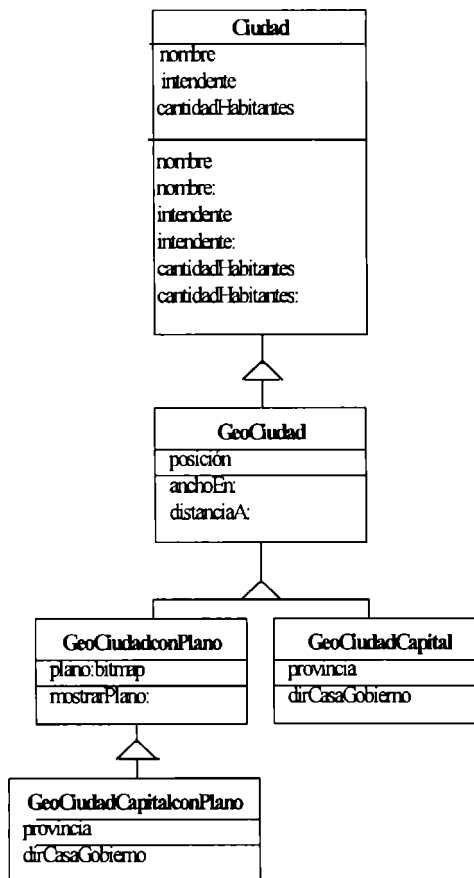 Ciudad
nombre
intendente
cantidadHabitantes
nombre
nombre:
intendente
intendente:
cantidadHabitantes
cantidadHabitantes:
GeoCiudad
posición
anchoEn:
distanciaA:
GeoCiudadconPlano
plano:bitmap
mostrarPlano:
GeoCiudadCapital
provincia
dirCasaGobierno
GeoCiudadCapitalconPlano
provincia
dirCasaGobierno